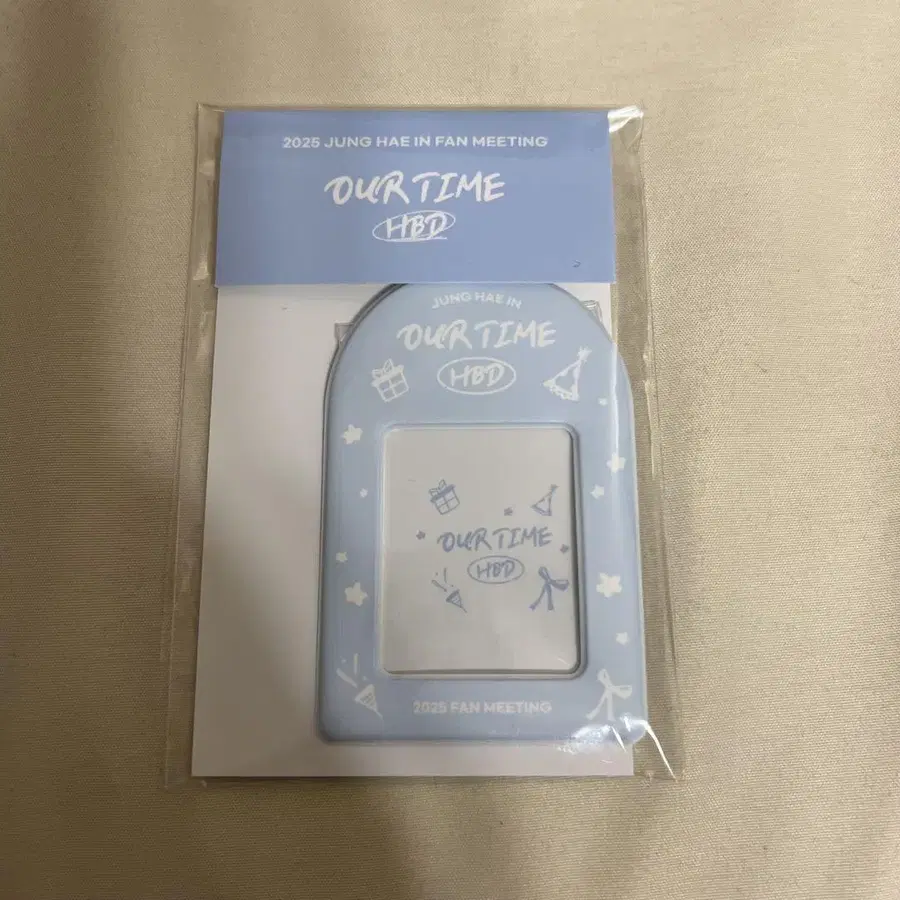 2025 JUNG HAE IN FAN MEETING
OUR TIME
HBD
JUNG HAE IN
OUR TIME
HBD
OUR TIME
HBD
2025 FAN MEETING